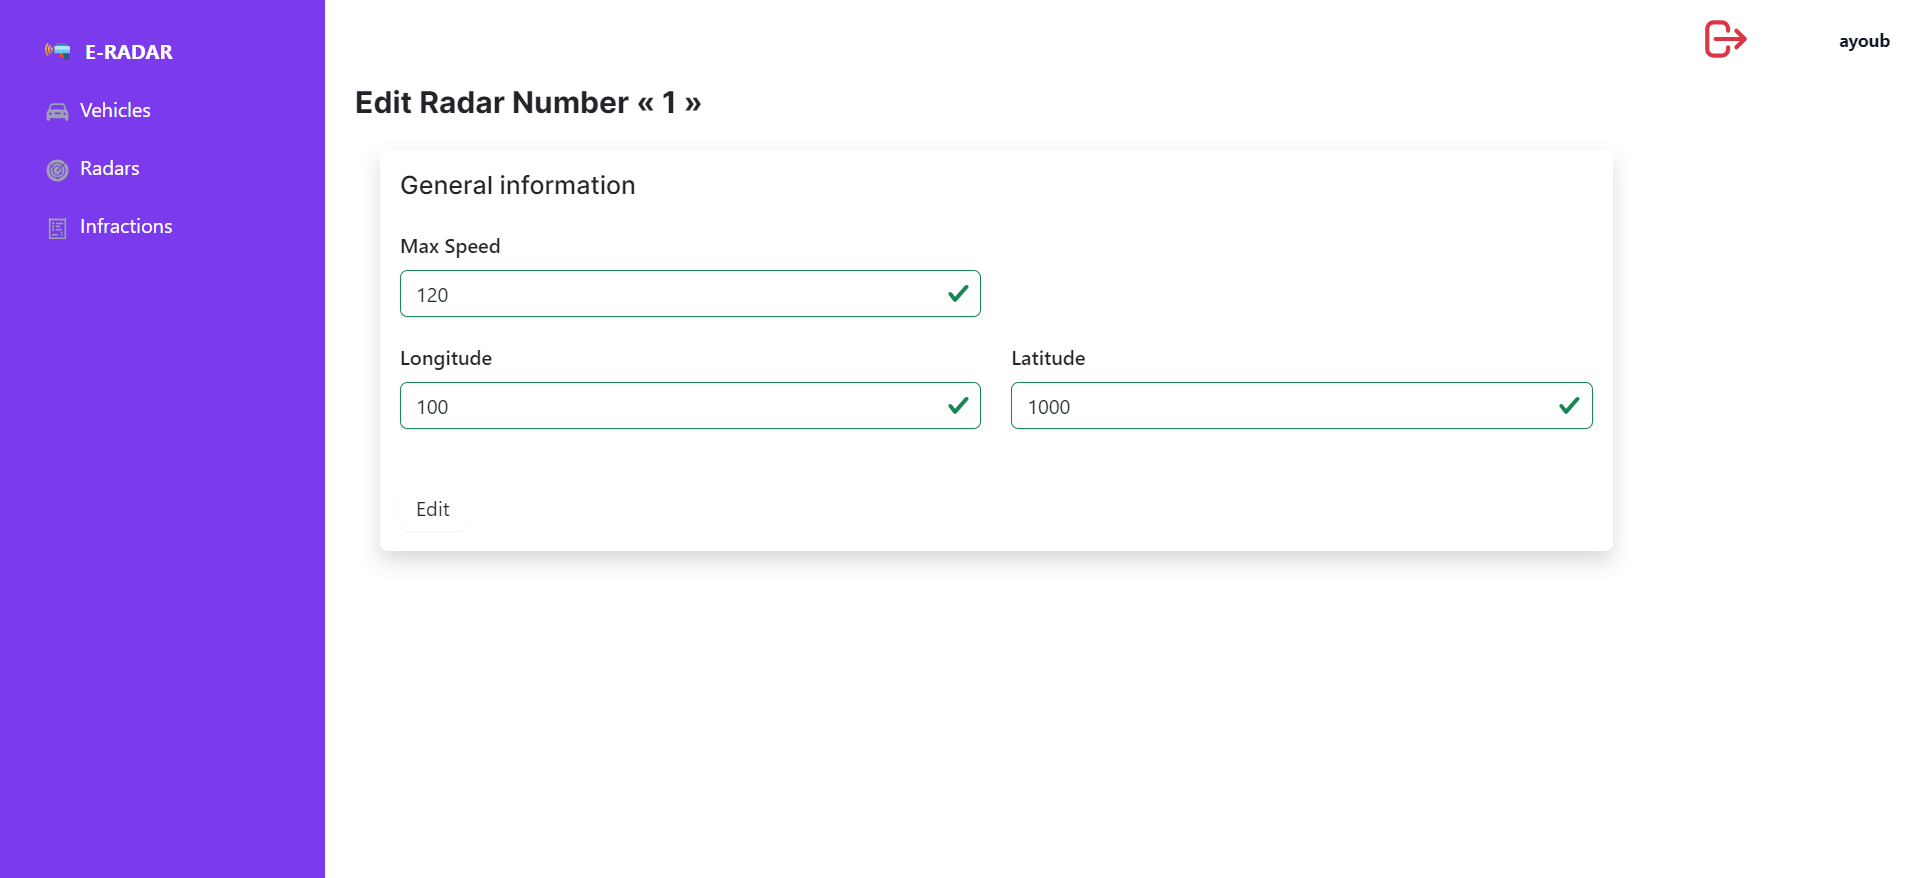 E-RADAR
Vehicles
Radars
Infractions
ayoub
Edit Radar Number « 1 »
General information
Max Speed
120
Longitude
Latitude
100
1000
Edit